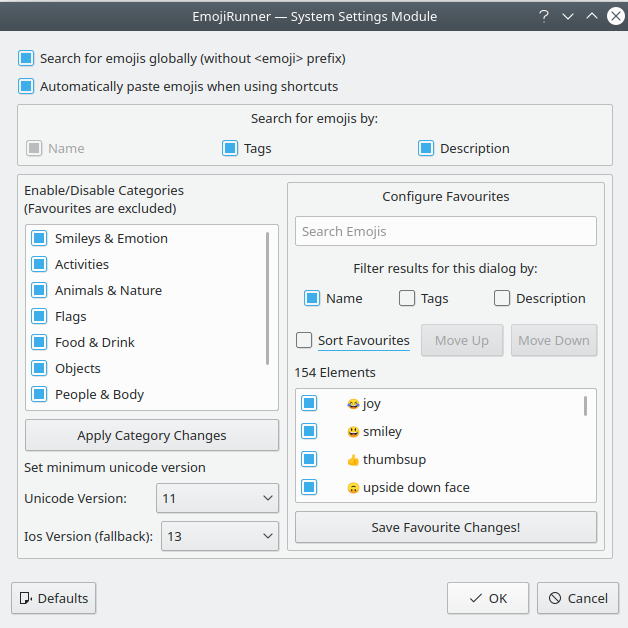 EmojiRunner — System Settings Module
Search for emojis globally (without <emoji> prefix)
Automatically paste emojis when using shortcuts
Search for emojis by:
Name Tags Description
Enable/Disable Categories
(Favourites are excluded)
Smileys & Emotion
Activities
Animals & Nature
Flags
Food & Drink
Objects
People & Body
Apply Category Changes
Set minimum unicode version
Unicode Version: 11
Ios Version (fallback): 13
Configure Favourites
Search Emojis
Filter results for this dialog by:
Name Tags Description
Sort Favourites Move Up Move Down
154 Elements
😂 joy
😃 smiley
👍 thumbsup
🙃 upside down face
Save Favourite Changes!
Defaults OK Cancel